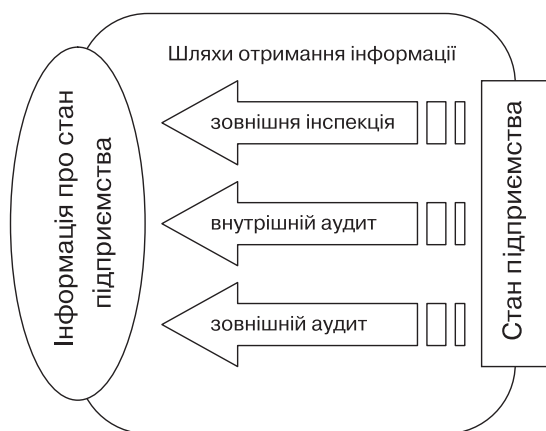 Шляхи отримання інформації
Інформація про стан
підприємства
зовнішня інспекція
внутрішній аудит
зовнішній аудит
Стан підприємства